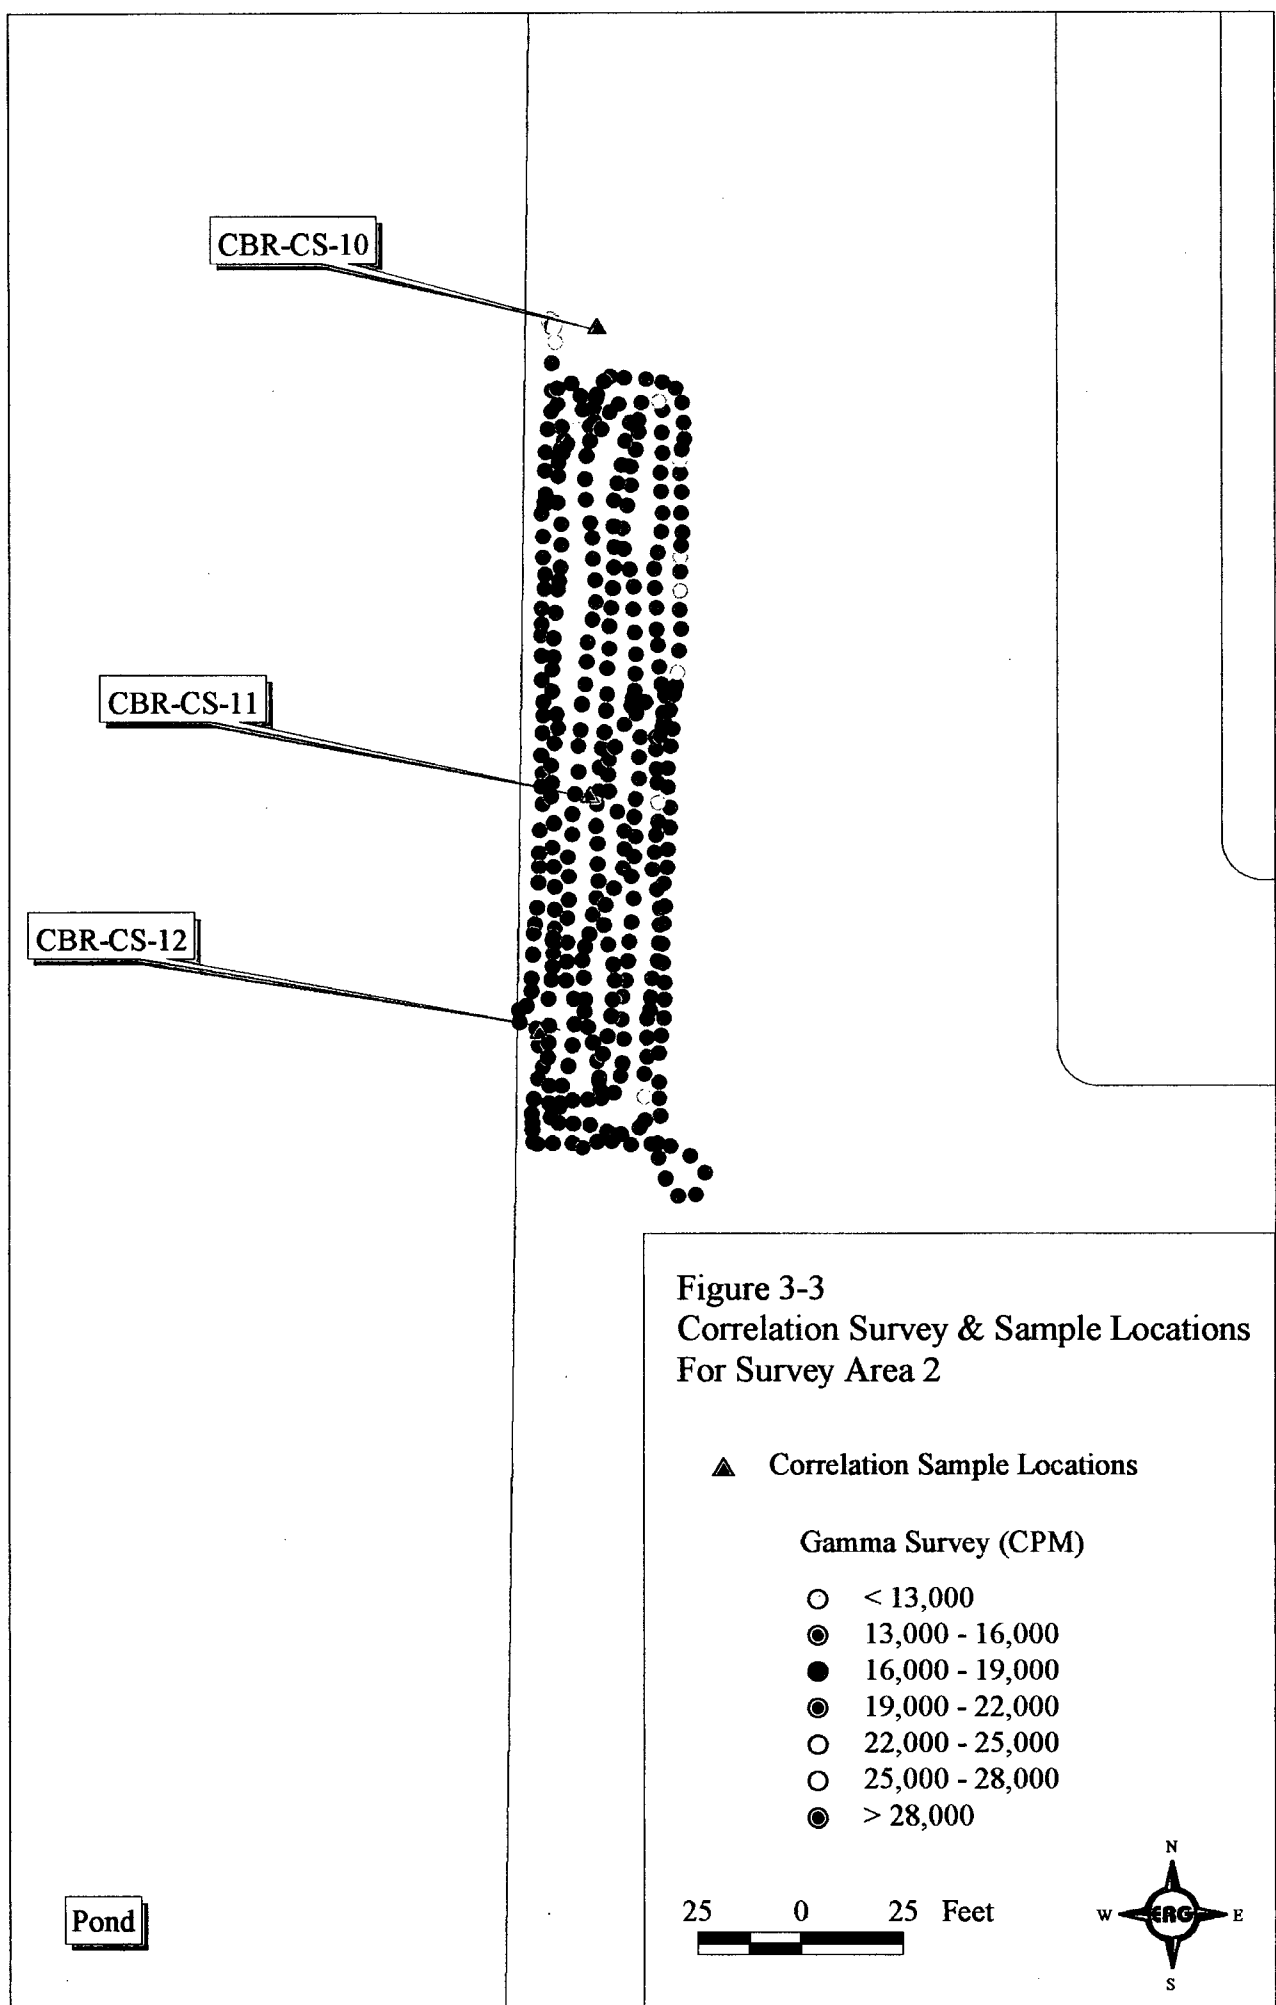 CBR-CS-10
CBR-CS-11
CBR-CS-12
Figure 3-3
Correlation Survey & Sample Locations
For Survey Area 2
Correlation Sample Locations
Gamma Survey (CPM)
< 13,000
13,000 - 16,000
16,000 - 19,000
19,000 - 22,000
22,000 - 25,000
25,000 - 28,000
> 28,000
25 0 25 Feet
N
W ERG E
S
Pond